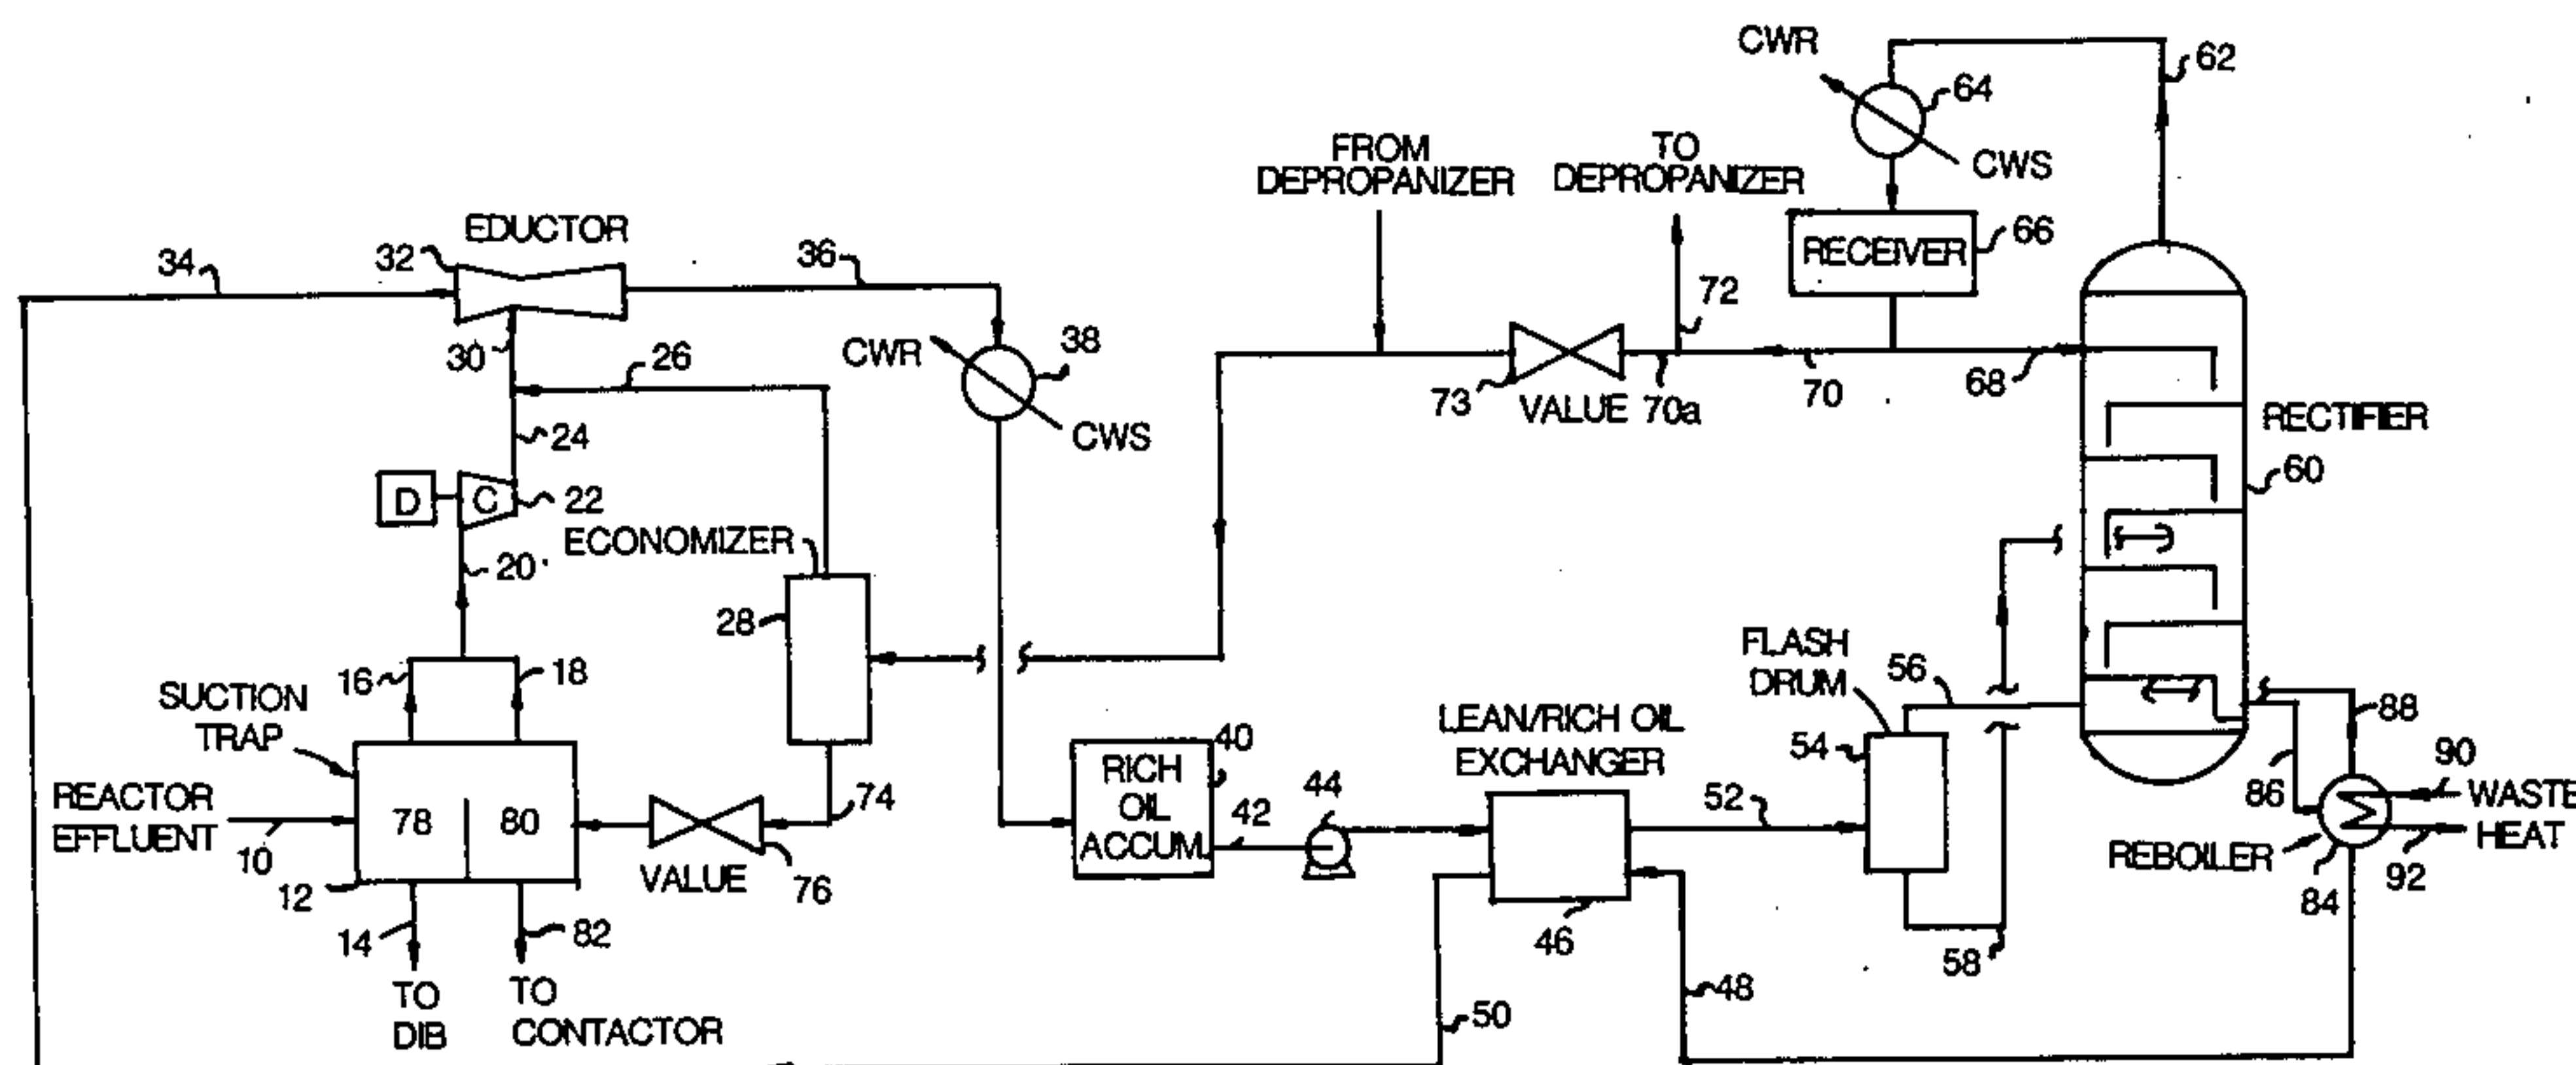 CWR
62
64
CWS
FROM
DEPROPANIZER
TO
DEPROPANIZER
RECEIVER
66
EDUCTOR
34
32
36
72
30
26
CWR
38
CWS
73
VALUE
70a
70
68
RECTIFIER
60
24
D
C
22
ECONOMIZER
20
28
16
18
SUCTION
TRAP
REACTOR
EFFLUENT
10
12
78
80
VALUE
76
74
14
82
TO
DIB
TO
CONTACTOR
RICH
OIL
ACCUM.
40
42
44
LEAN/RICH OIL
EXCHANGER
46
52
50
48
FLASH
DRUM
54
56
58
88
86
90
WASTE
HEAT
92
REBOILER
84